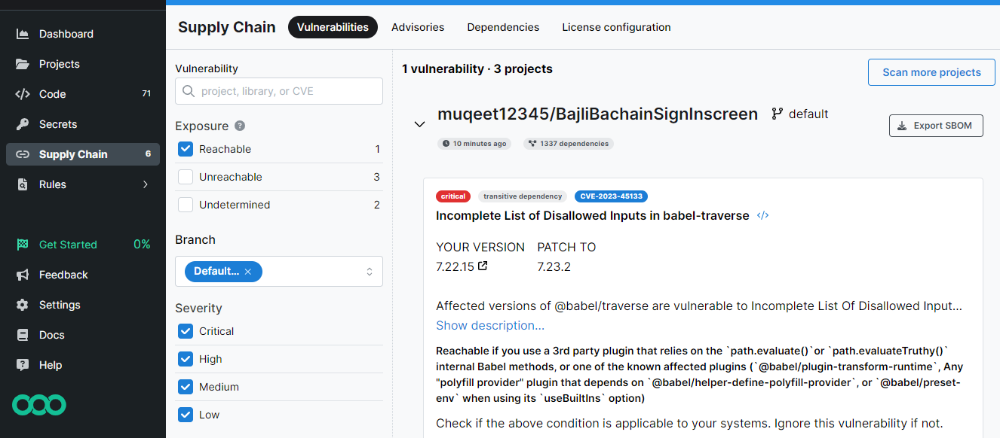 Dashboard
Projects
Code 71
Secrets
Supply Chain 6
Rules
Get Started 0%
Feedback
Settings
Docs
Help
Supply Chain Vulnerabilities Advisories Dependencies License configuration
Vulnerability
project, library, or CVE
Exposure ?
Reachable 1
Unreachable 3
Undetermined 2
Branch
Default... ×
Severity
Critical
High
Medium
Low
1 vulnerability · 3 projects
Scan more projects
muqeet12345/BajliBachainSignInscreen default
Export SBOM
10 minutes ago 1337 dependencies
critical transitive dependency CVE-2023-45133
Incomplete List of Disallowed Inputs in babel-traverse </>
YOUR VERSION PATCH TO
7.22.15 7.23.2
Affected versions of @babel/traverse are vulnerable to Incomplete List Of Disallowed Input...
Show description...
Reachable if you use a 3rd party plugin that relies on the `path.evaluate()`or `path.evaluateTruthy()`
internal Babel methods, or one of the known affected plugins (`@babel/plugin-transform-runtime`, Any
"polyfill provider" plugin that depends on `@babel/helper-define-polyfill-provider`, or `@babel/preset-
env` when using its `useBuiltIns` option)
Check if the above condition is applicable to your systems. Ignore this vulnerability if not.